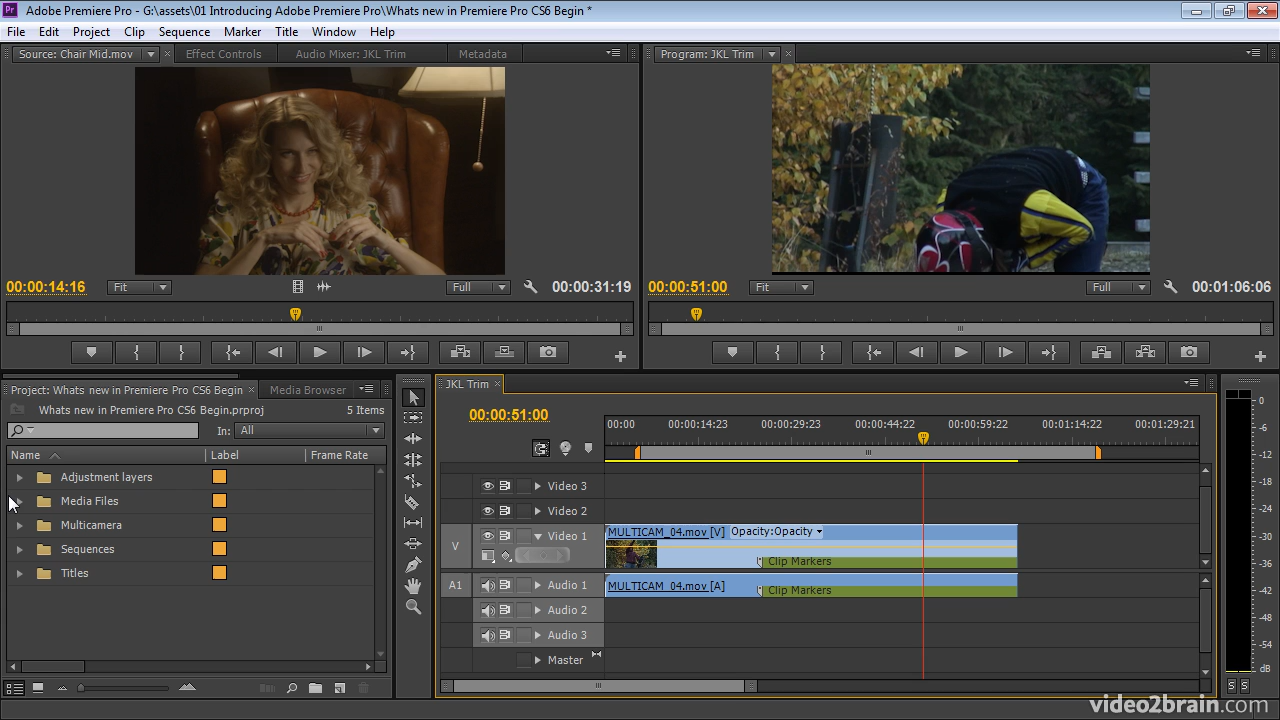 Pr Adobe Premiere Pro - G:\assets\01 Introducing Adobe Premiere Pro\Whats new in Premiere Pro CS6 Begin *
File Edit Project Clip Sequence Marker Title Window Help
Source: Chair Mid.mov Effect Controls Audio Mixer: JKL Trim Metadata
Program: JKL Trim
00:00:14:16 Fit Full 00:00:31:19
00:00:51:00 Fit Full 00:01:06:06
Project: Whats new in Premiere Pro CS6 Begin Media Browser
Whats new in Premiere Pro CS6 Begin.prproj 5 Items
In: All
Name Label Frame Rate
Adjustment layers
Media Files
Multicamera
Sequences
Titles
JKL Trim
00:00:51:00
00:00 00:00:14:23 00:00:29:23 00:00:44:22 00:00:59:22 00:01:14:22 00:01:29:21
Video 3
Video 2
V Video 1 MULTICAM_04.mov [V] Opacity:Opacity
Clip Markers
A1 Audio 1 MULTICAM_04.mov [A] Clip Markers
Audio 2
Audio 3
Master
0
-6
-12
-18
-24
-30
-36
-42
-48
-54
dB
S S
video2brain.com